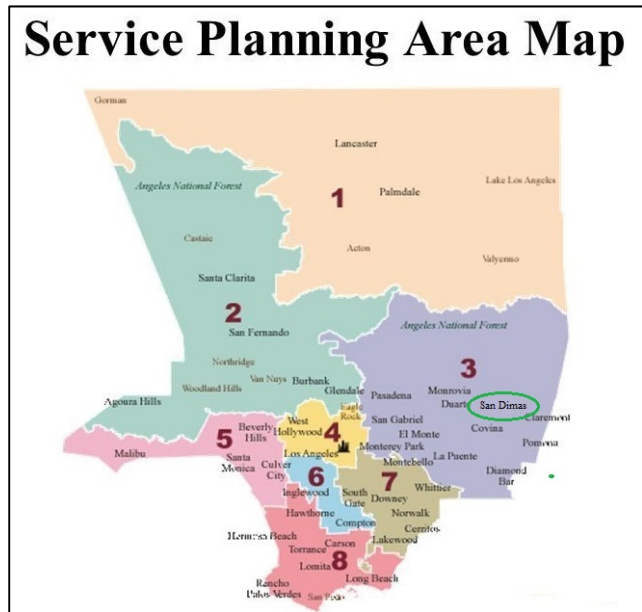 Service Planning Area Map
Gorman
Lancaster
Angeles National Forest
Lake Los Angeles
Palmdale
1
Castaic
Acton
Valyermo
Santa Clarita
2
San Fernando
Angeles National Forest
3
Northridge
Van Nuys
Burbank
Woodland Hills
Glendale
Agoura Hills
Pasadena
Monrovia
Duarte
San Dimas
Eagle
Rock
West
Hollywood
4
San Gabriel
Claremont
5
Beverly
Hills
El Monte
Covina
Monterey Park
Pomona
Malibu
Los Angeles
La Puente
Santa
Monica
Culver
City
6
Montebello
7
Diamond
Bar
Inglewood
South
Gate
Downey
Whittier
Hawthorne
Norwalk
Compton
Cerritos
Hermosa Beach
Lakewood
Torrance
Carson
Lomita
8
Long Beach
Rancho
Palos Verdes
San Pedro